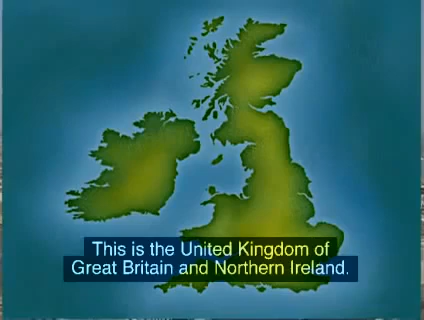 This is the United Kingdom of
Great Britain and Northern Ireland.